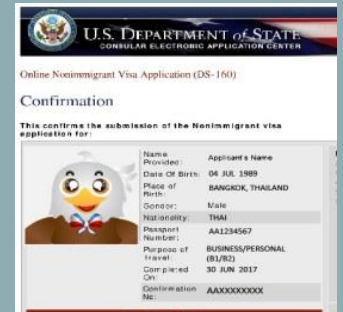 U.S. DEPARTMENT of STATE
CONSULAR ELECTRONIC APPLICATION CENTER
Online Nonimmigrant Visa Application (DS-160)
Confirmation
This confirms the submission of the Nonimmigrant visa
application for:
Name
Provided: Applicant's Name
Date Of Birth: 04 JUL 1989
Place of
Birth: BANGKOK, THAILAND
Gender: Male
Nationality: THAI
Passport
Number: AA1234567
Purpose of
Travel: BUSINESS/PERSONAL
(B1/B2)
Completed
On: 30 JUN 2017
Confirmation
No: AAXXXXXXXX